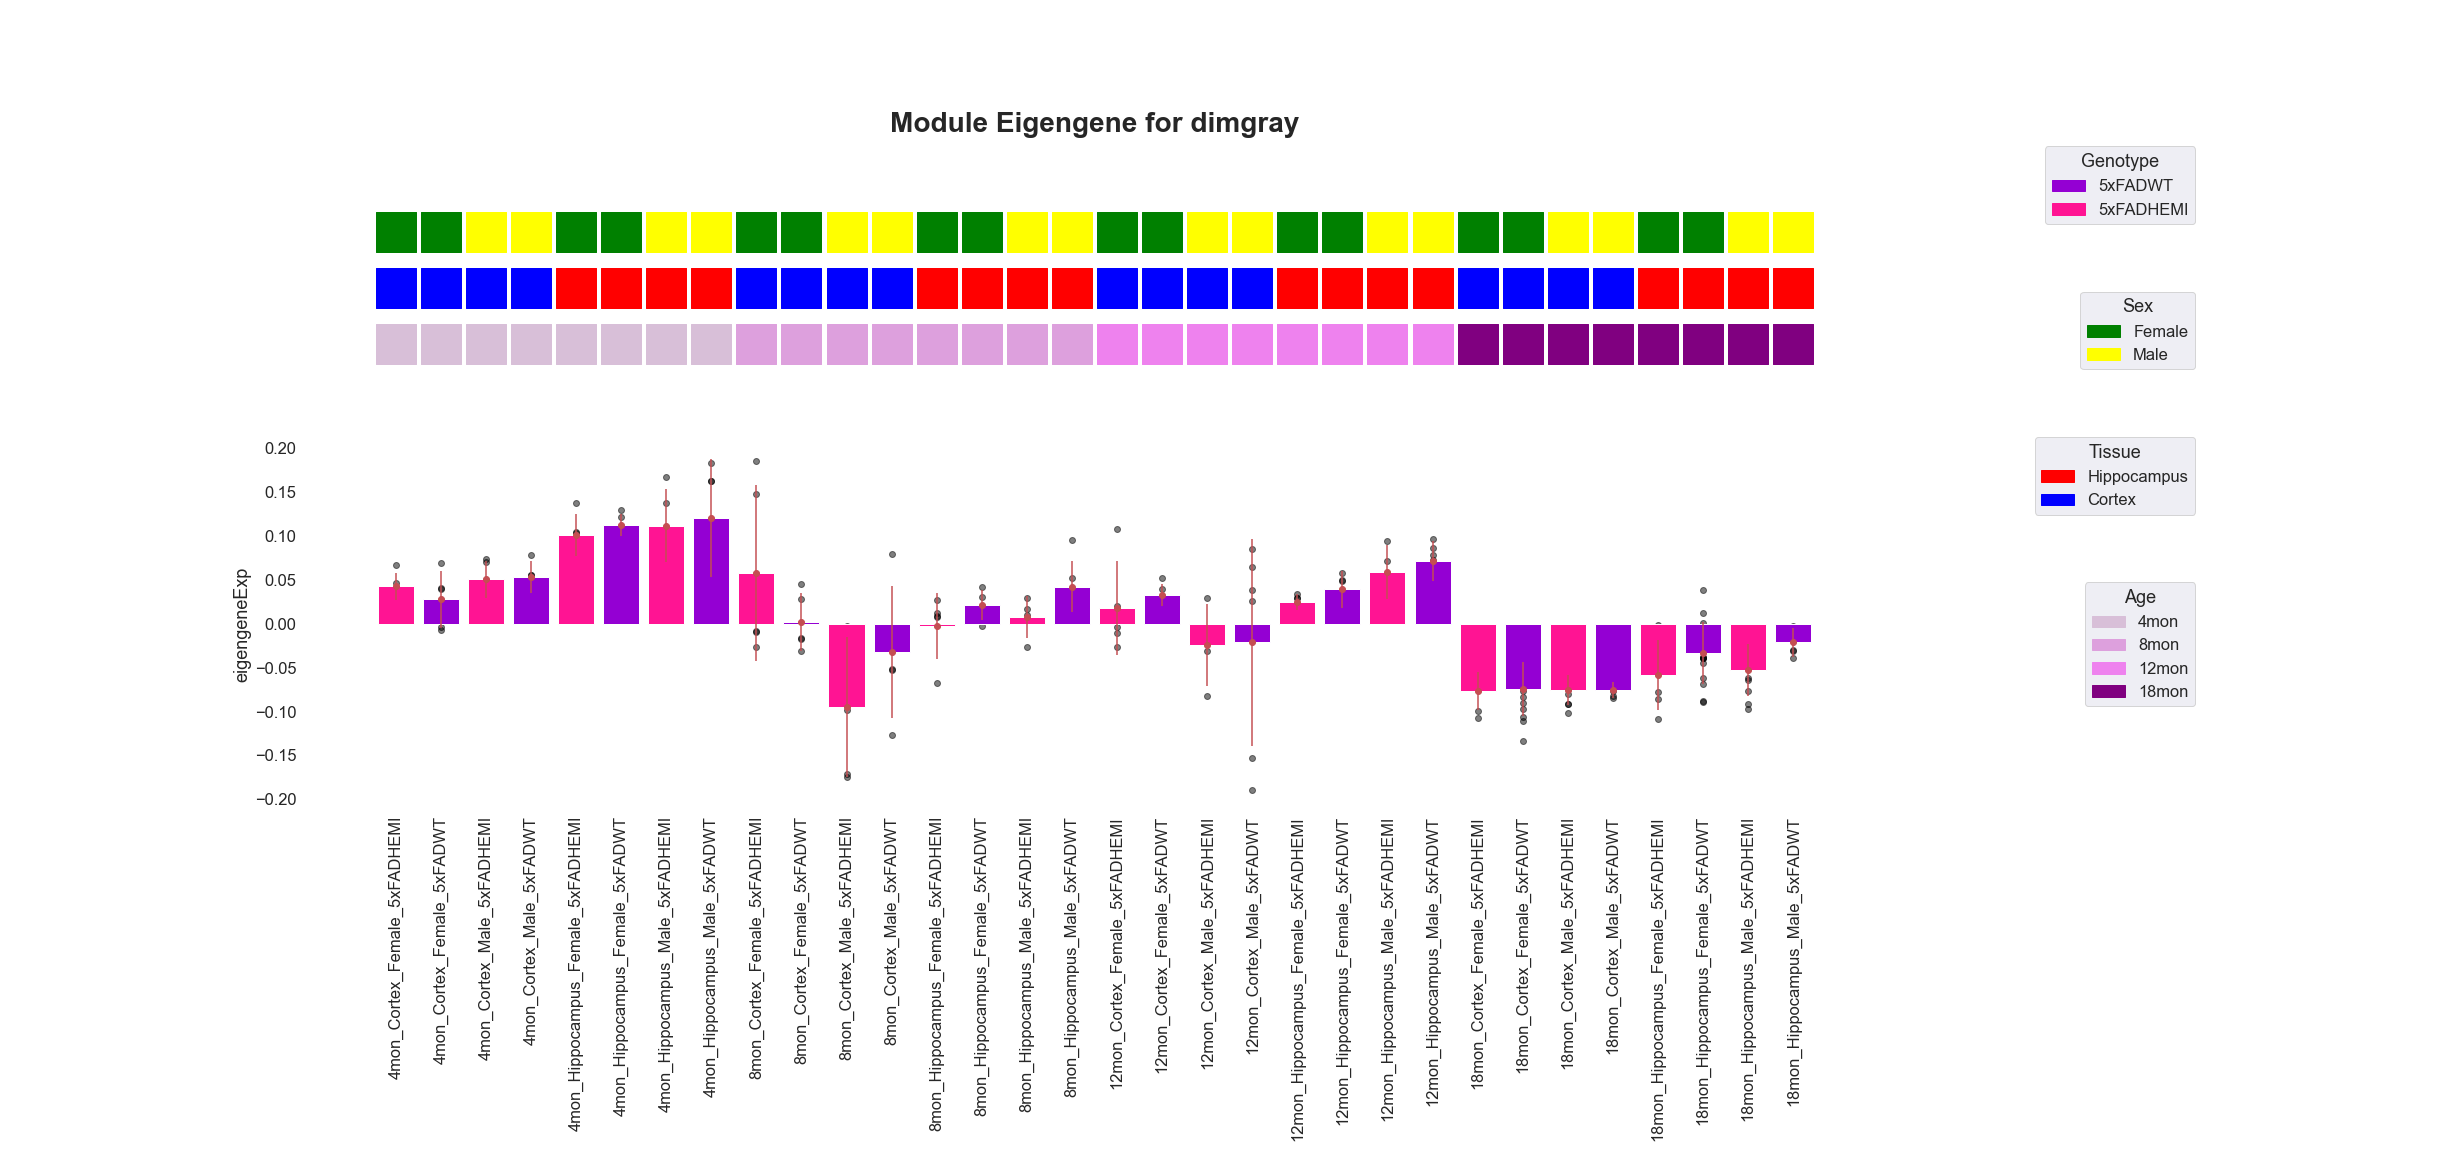 Module Eigengene for dimgray
Genotype
5xFADWT
5xFADHEMI
Sex
Female
Male
Tissue
Hippocampus
Cortex
Age
4mon
8mon
12mon
18mon
eigengeneExp
0.20
0.15
0.10
0.05
0.00
−0.05
−0.10
−0.15
−0.20
4mon_Cortex_Female_5xFADHEMI
4mon_Cortex_Female_5xFADWT
4mon_Cortex_Male_5xFADHEMI
4mon_Cortex_Male_5xFADWT
4mon_Hippocampus_Female_5xFADHEMI
4mon_Hippocampus_Female_5xFADWT
4mon_Hippocampus_Male_5xFADHEMI
4mon_Hippocampus_Male_5xFADWT
8mon_Cortex_Female_5xFADHEMI
8mon_Cortex_Female_5xFADWT
8mon_Cortex_Male_5xFADHEMI
8mon_Cortex_Male_5xFADWT
8mon_Hippocampus_Female_5xFADHEMI
8mon_Hippocampus_Female_5xFADWT
8mon_Hippocampus_Male_5xFADHEMI
8mon_Hippocampus_Male_5xFADWT
12mon_Cortex_Female_5xFADHEMI
12mon_Cortex_Female_5xFADWT
12mon_Cortex_Male_5xFADHEMI
12mon_Cortex_Male_5xFADWT
12mon_Hippocampus_Female_5xFADHEMI
12mon_Hippocampus_Female_5xFADWT
12mon_Hippocampus_Male_5xFADHEMI
12mon_Hippocampus_Male_5xFADWT
18mon_Cortex_Female_5xFADHEMI
18mon_Cortex_Female_5xFADWT
18mon_Cortex_Male_5xFADHEMI
18mon_Cortex_Male_5xFADWT
18mon_Hippocampus_Female_5xFADHEMI
18mon_Hippocampus_Female_5xFADWT
18mon_Hippocampus_Male_5xFADHEMI
18mon_Hippocampus_Male_5xFADWT